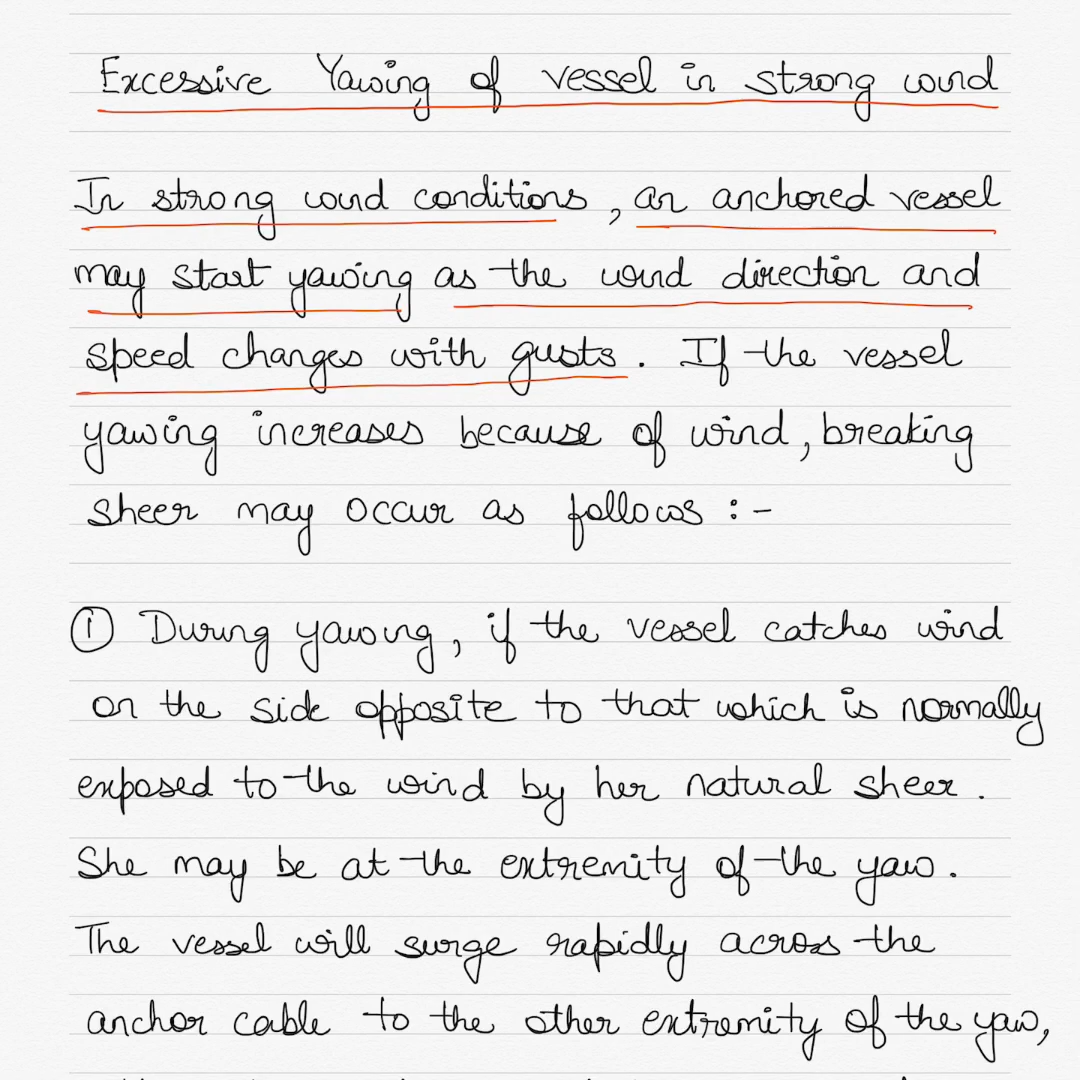 Excessive Yawing of vessel in strong wind
In strong wind conditions, an anchored vessel
may start yawing as the wind direction and
speed changes with gusts. If the vessel
yawing increases because of wind, breaking
sheer may occur as follows :-
① During yawing, if the vessel catches wind
on the side opposite to that which is normally
exposed to the wind by her natural sheer.
She may be at the extremity of the yaw.
The vessel will surge rapidly across the
anchor cable to the other extremity of the yaw,